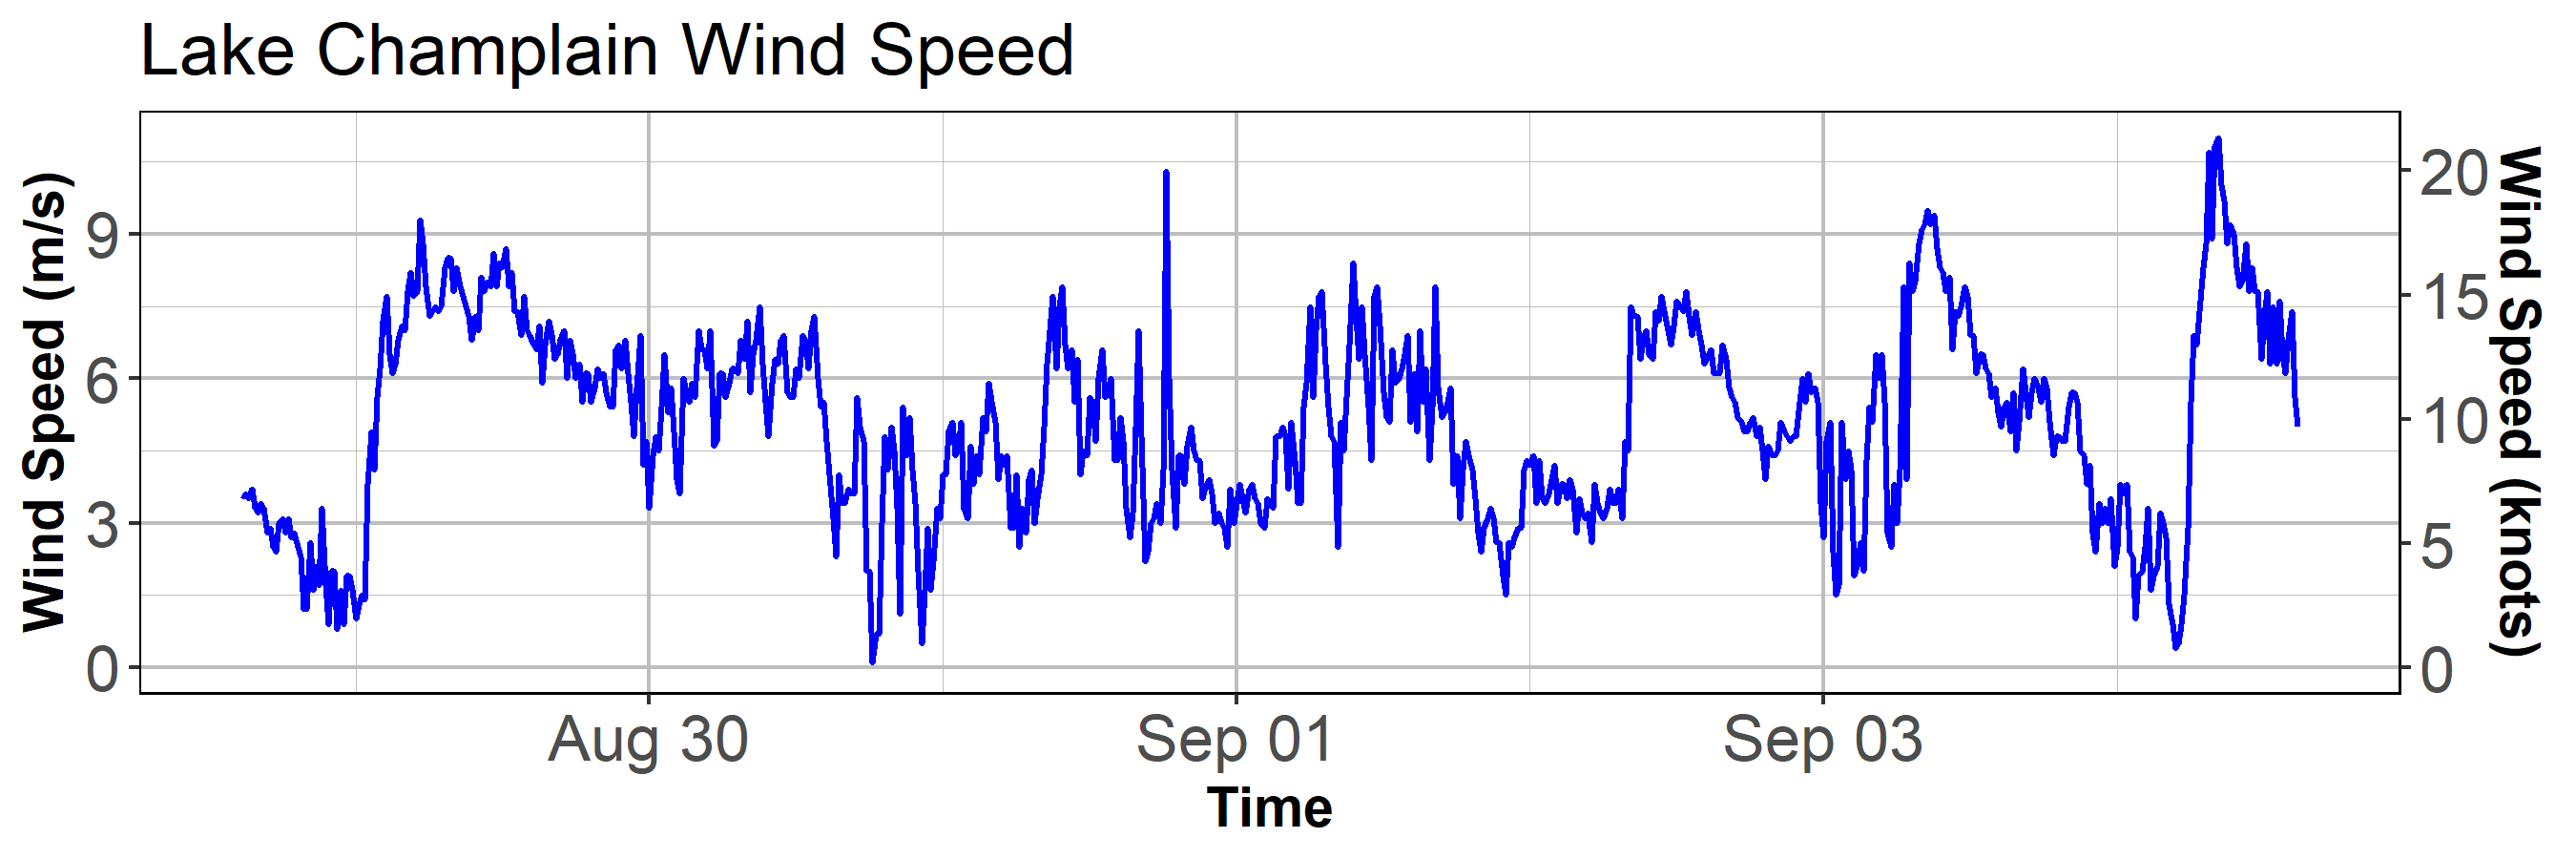 Lake Champlain Wind Speed
Wind Speed (m/s)
9
6
3
0
20
15
10
5
0
Wind Speed (knots)
Aug 30
Sep 01
Sep 03
Time